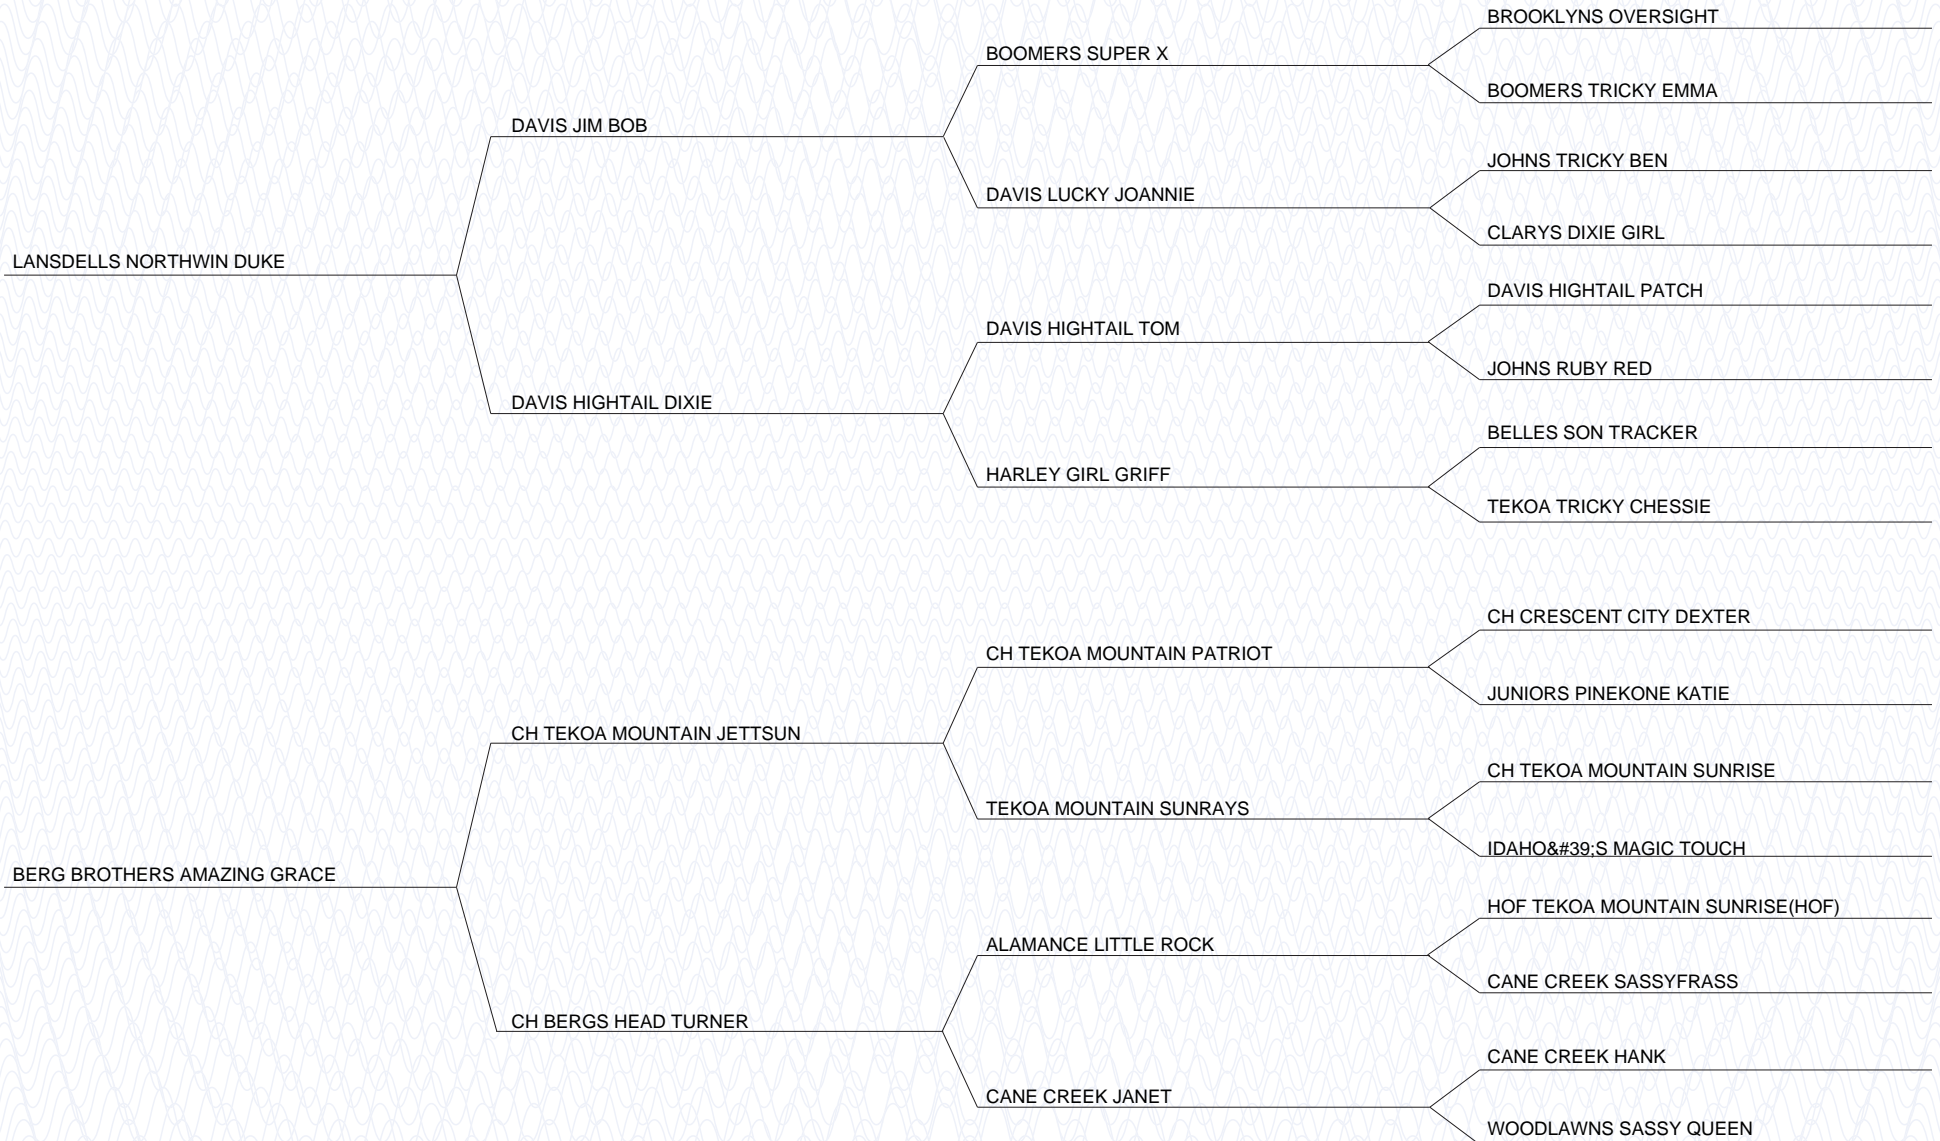 BROOKLYNS OVERSIGHT
BOOMERS SUPER X
BOOMERS TRICKY EMMA
DAVIS JIM BOB
JOHNS TRICKY BEN
DAVIS LUCKY JOANNIE
CLARYS DIXIE GIRL
LANSDELLS NORTHWIN DUKE
DAVIS HIGHTAIL PATCH
DAVIS HIGHTAIL TOM
JOHNS RUBY RED
DAVIS HIGHTAIL DIXIE
BELLES SON TRACKER
HARLEY GIRL GRIFF
TEKOA TRICKY CHESSIE
CH CRESCENT CITY DEXTER
CH TEKOA MOUNTAIN PATRIOT
JUNIORS PINEKONE KATIE
CH TEKOA MOUNTAIN JETTSUN
CH TEKOA MOUNTAIN SUNRISE
TEKOA MOUNTAIN SUNRAYS
IDAHO&#39;S MAGIC TOUCH
BERG BROTHERS AMAZING GRACE
HOF TEKOA MOUNTAIN SUNRISE(HOF)
ALAMANCE LITTLE ROCK
CANE CREEK SASSYFRASS
CH BERGS HEAD TURNER
CANE CREEK HANK
CANE CREEK JANET
WOODLAWNS SASSY QUEEN